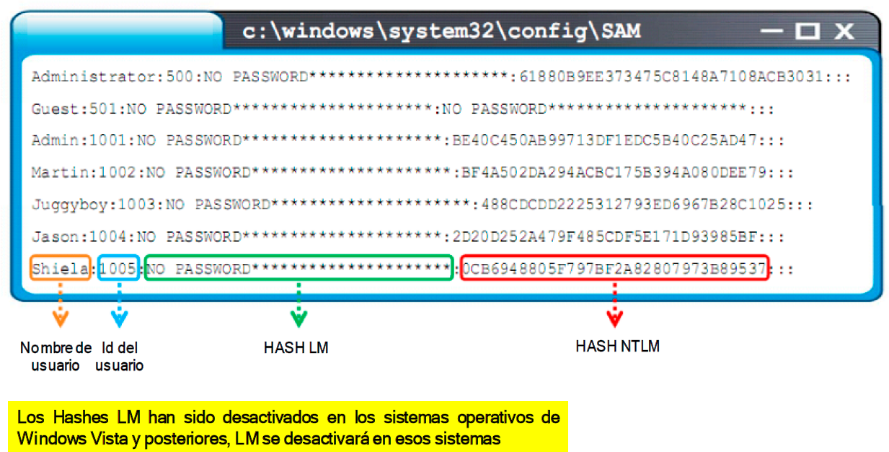 c:\windows\system32\config\SAM
Administrator:500:NO PASSWORD*********************:61880B9EE373475C8148A7108ACB3031:::
Guest:501:NO PASSWORD*********************:NO PASSWORD*********************:::
Admin:1001:NO PASSWORD*********************:BE40C450AB99713DF1EDC5B40C25AD47:::
Martin:1002:NO PASSWORD*********************:BF4A502DA294ACBC175B394A080DEE79:::
Juggyboy:1003:NO PASSWORD*********************:488CDCDD2225312793ED6967B28C1025:::
Jason:1004:NO PASSWORD*********************:2D20D252A479F485CDF5E171D93985BF:::
Shiela:1005:NO PASSWORD*********************:0CB6948805F797BF2A82807973B89537:::
Nombre de usuario
Id del usuario
HASH LM
HASH NTLM
Los Hashes LM han sido desactivados en los sistemas operativos de
Windows Vista y posteriores, LM se desactivará en esos sistemas